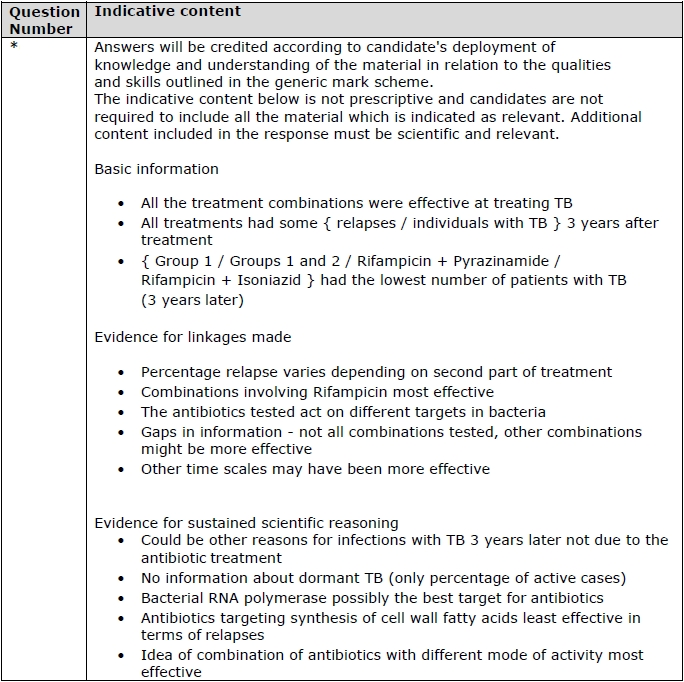 Question Number
Indicative content
*
Answers will be credited according to candidate's deployment of
knowledge and understanding of the material in relation to the qualities
and skills outlined in the generic mark scheme.
The indicative content below is not prescriptive and candidates are not
required to include all the material which is indicated as relevant. Additional
content included in the response must be scientific and relevant.
Basic information
• All the treatment combinations were effective at treating TB
• All treatments had some { relapses / individuals with TB } 3 years after
treatment
• { Group 1 / Groups 1 and 2 / Rifampicin + Pyrazinamide /
Rifampicin + Isoniazid } had the lowest number of patients with TB
(3 years later)
Evidence for linkages made
• Percentage relapse varies depending on second part of treatment
• Combinations involving Rifampicin most effective
• The antibiotics tested act on different targets in bacteria
• Gaps in information - not all combinations tested, other combinations
might be more effective
• Other time scales may have been more effective
Evidence for sustained scientific reasoning
• Could be other reasons for infections with TB 3 years later not due to the
antibiotic treatment
• No information about dormant TB (only percentage of active cases)
• Bacterial RNA polymerase possibly the best target for antibiotics
• Antibiotics targeting synthesis of cell wall fatty acids least effective in
terms of relapses
• Idea of combination of antibiotics with different mode of activity most
effective